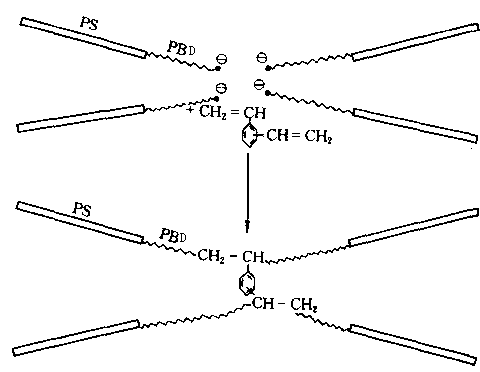 PS
PBD
⊖ ⊖
⊖ ⊖
+ CH₂=CH
CH=CH₂
PS
PBD
CH₂-CH
CH-CH₂